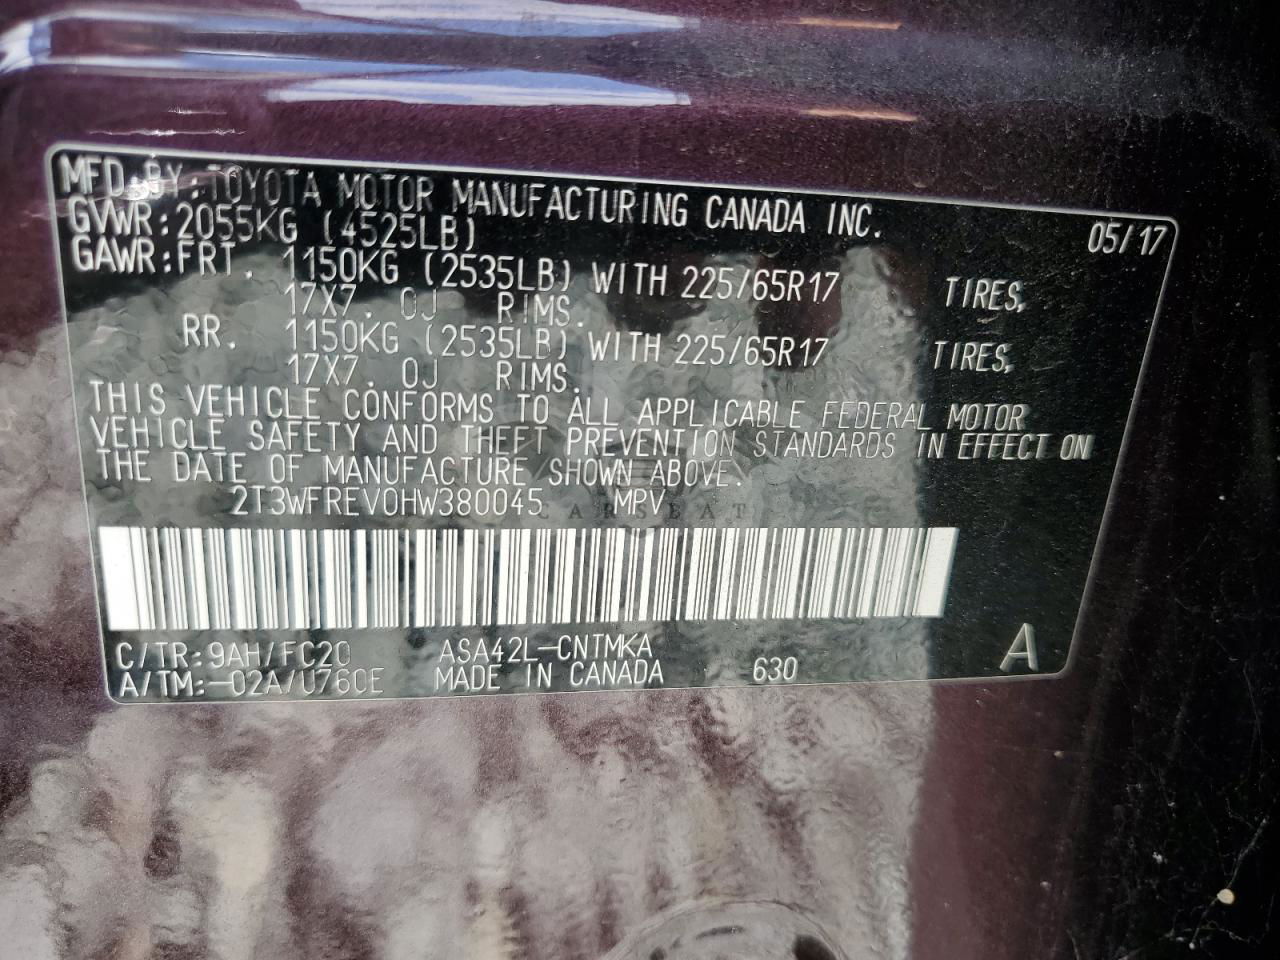 MFD. BY: TOYOTA MOTOR MANUFACTURING CANADA INC.
GVWR: 2055KG (4525LB) 05/17
GAWR: FRT. 1150KG (2535LB) WITH 225/65R17 TIRES,
17X7.0J RIMS.
RR. 1150KG (2535LB) WITH 225/65R17 TIRES,
17X7.0J RIMS.
THIS VEHICLE CONFORMS TO ALL APPLICABLE FEDERAL MOTOR
VEHICLE SAFETY AND THEFT PREVENTION STANDARDS IN EFFECT ON
THE DATE OF MANUFACTURE SHOWN ABOVE.
2T3WFREV0HW380045 MPV
CARSEAT
C/TR: 9AH/FC20 ASA42L-CNTMKA
A/TM: -02A/U760E MADE IN CANADA 630 A